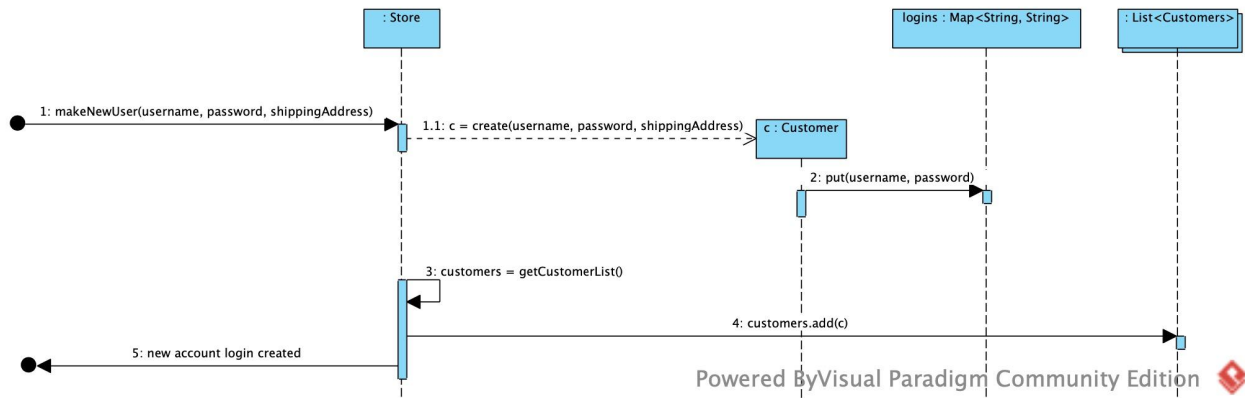 : Store
logins : Map<String, String>
: List<Customers>
1: makeNewUser(username, password, shippingAddress)
1.1: c = create(username, password, shippingAddress)
c : Customer
2: put(username, password)
3: customers = getCustomerList()
4: customers.add(c)
5: new account login created
Powered ByVisual Paradigm Community Edition